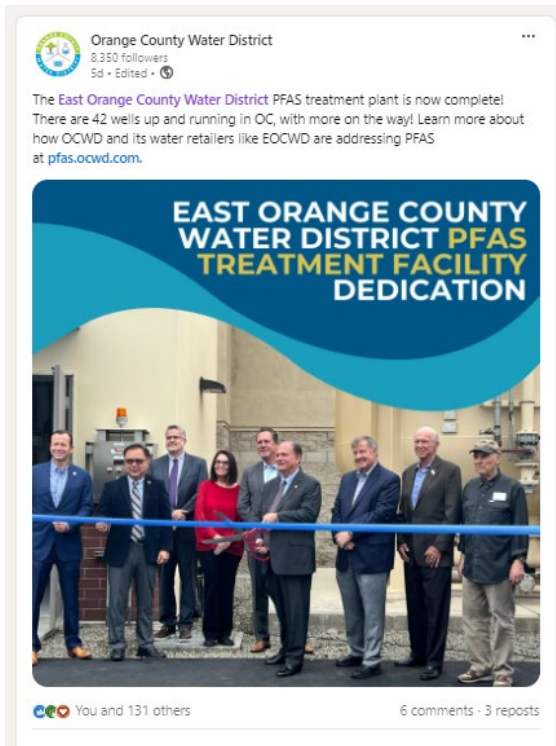 Orange County Water District
8,350 followers
5d • Edited •
The East Orange County Water District PFAS treatment plant is now complete!
There are 42 wells up and running in OC, with more on the way! Learn more about
how OCWD and its water retailers like EOCWD are addressing PFAS
at pfas.ocwd.com.
EAST ORANGE COUNTY
WATER DISTRICT PFAS
TREATMENT FACILITY
DEDICATION
You and 131 others
6 comments · 3 reposts